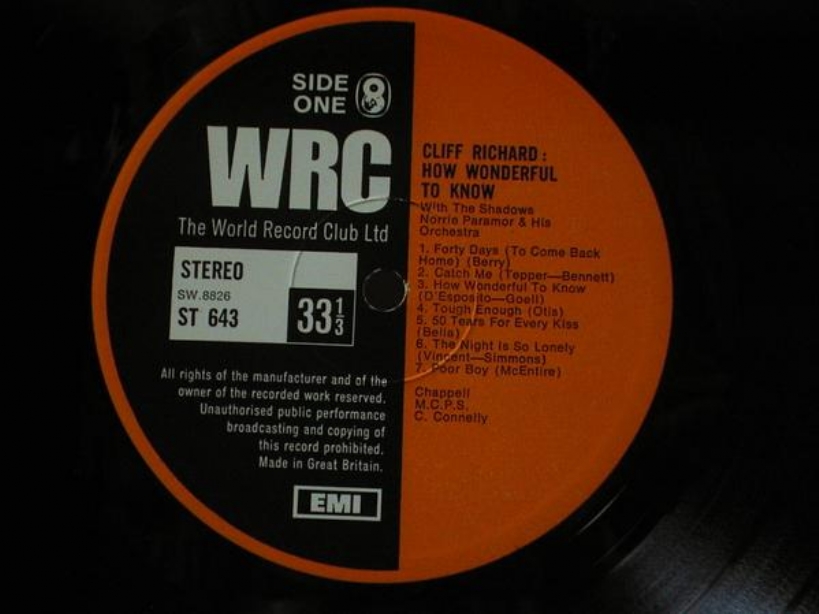 SIDE
ONE
WRC
The World Record Club Ltd
STEREO
SW.8826
ST 643
33 1/3
All rights of the manufacturer and of the
owner of the recorded work reserved.
Unauthorised public performance
broadcasting and copying of
this record prohibited.
Made in Great Britain.
EMI
CLIFF RICHARD:
HOW WONDERFUL
TO KNOW
With The Shadows
Norrie Paramor & His
Orchestra
1. Forty Days (To Come Back
Home) (Berry)
2. Catch Me (Tepper—Bennett)
3. How Wonderful To Know
(D'Esposito—Goell)
4. Tough Enough (Otis)
5. 50 Tears For Every Kiss
(Bella)
6. The Night Is So Lonely
(Vincent—Simmons)
7. Poor Boy (McEntire)
Chappell
M.C.P.S.
C. Connelly